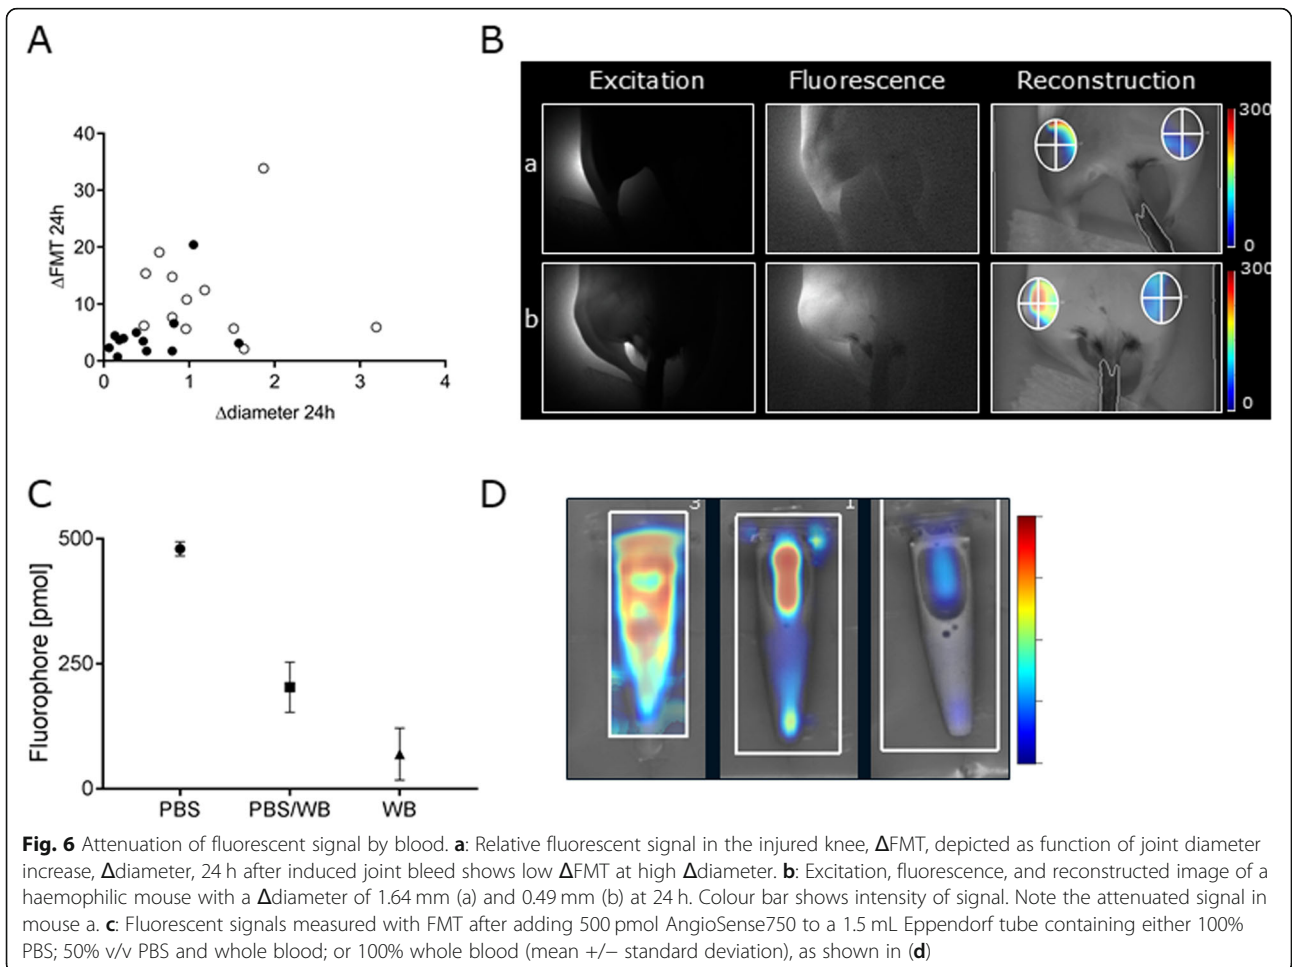 A
B
Excitation Fluorescence Reconstruction
40
30
20
10
0
ΔFMT 24h
0 1 2 3 4
Δdiameter 24h
a
300
0
b
300
0
C
D
500
250
0
Fluorophore [pmol]
PBS PBS/WB WB
3
1
Fig. 6 Attenuation of fluorescent signal by blood. a: Relative fluorescent signal in the injured knee, ΔFMT, depicted as function of joint diameter
increase, Δdiameter, 24 h after induced joint bleed shows low ΔFMT at high Δdiameter. b: Excitation, fluorescence, and reconstructed image of a
haemophilic mouse with a Δdiameter of 1.64 mm (a) and 0.49 mm (b) at 24 h. Colour bar shows intensity of signal. Note the attenuated signal in
mouse a. c: Fluorescent signals measured with FMT after adding 500 pmol AngioSense750 to a 1.5 mL Eppendorf tube containing either 100%
PBS; 50% v/v PBS and whole blood; or 100% whole blood (mean +/− standard deviation), as shown in (d)